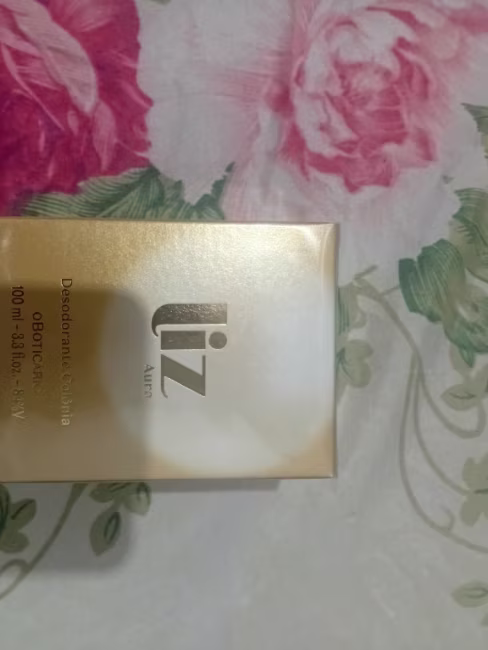 liz
Aura
Desodorante Colônia
oBOTICÁRIO
100 ml - 3.3 fl.oz.